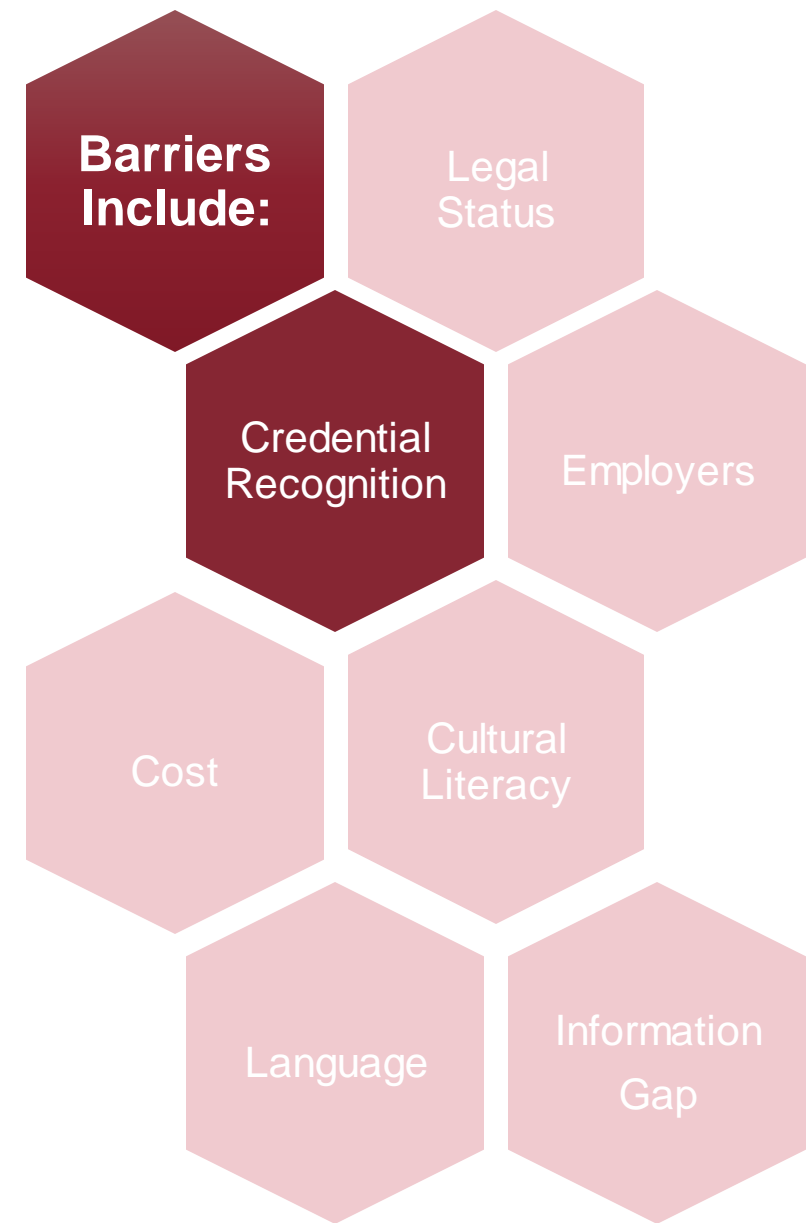 Barriers
Include:
Legal
Status
Credential
Recognition
Employers
Cost
Cultural
Literacy
Language
Information
Gap